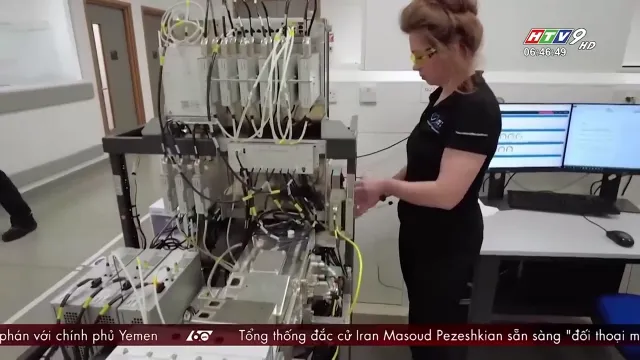 HTV9 HD
06:46:49
phán với chính phủ Yemen 60 Tổng thống đắc cử Iran Masoud Pezeshkian sẵn sàng "đối thoại m